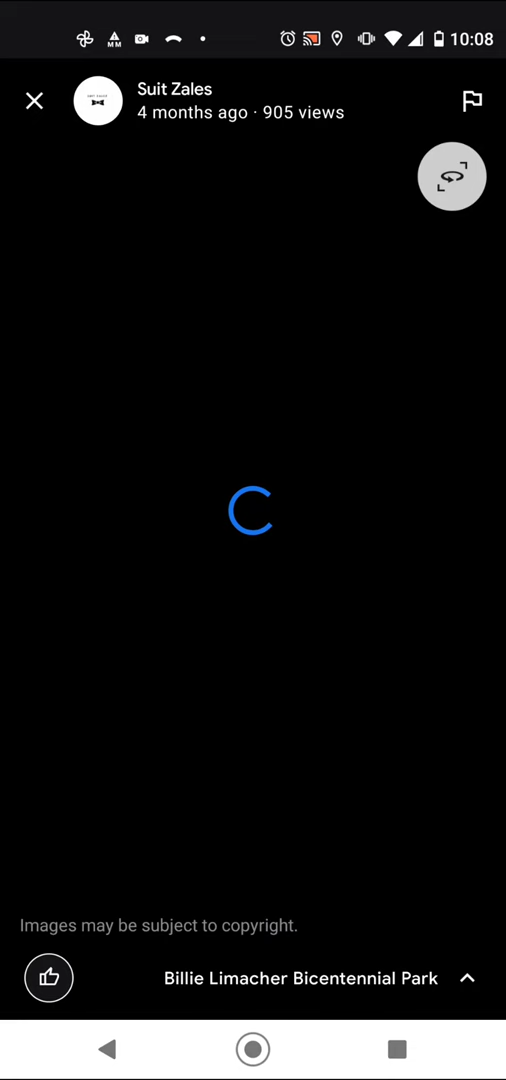 MM
10:08
Suit Zales
4 months ago · 905 views
Images may be subject to copyright.
Billie Limacher Bicentennial Park